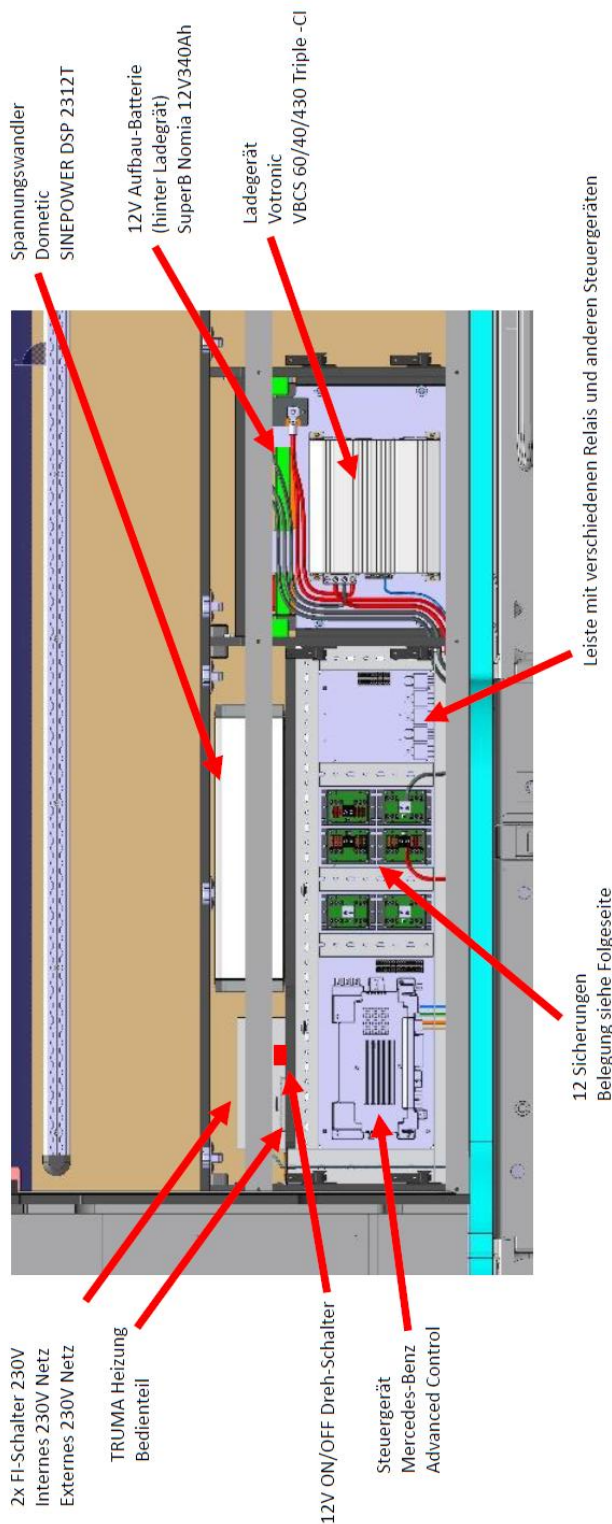 2x FI-Schalter 230V
Internes 230V Netz
Externes 230V Netz
TRUMA Heizung
Bedienteil
12V ON/OFF Dreh-Schalter
Steuergerät
Mercedes-Benz
Advanced Control
12 Sicherungen
Belegung siehe Folgeseite
Leiste mit verschiedenen Relais und anderen Steuergeräten
Spannungswandler
Dometic
SINEPOWER DSP 2312T
12V Aufbau-Batterie
(hinter Ladegrät)
SuperB Nomia 12V340Ah
Ladegerät
Votronic
VBCS 60/40/430 Triple -CI